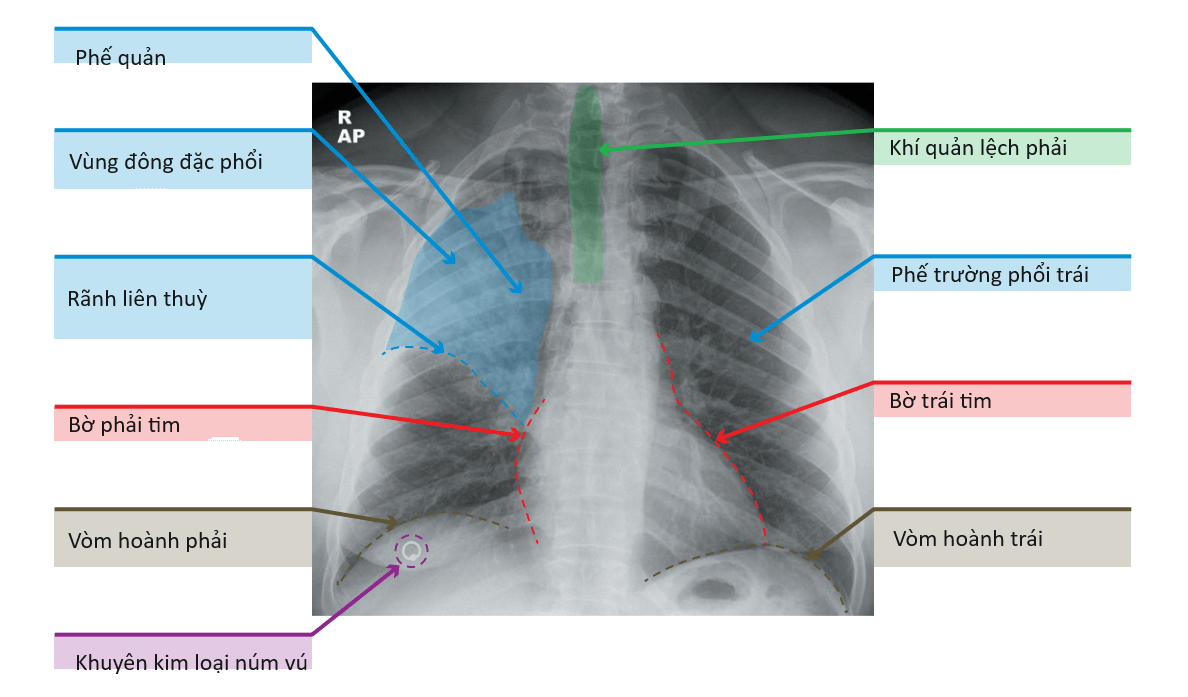 Phế quản
R
AP
Vùng đông đặc phổi
Khí quản lệch phải
Rãnh liên thuỳ
Phế trường phổi trái
Bờ phải tim
Bờ trái tim
Vòm hoành phải
Vòm hoành trái
Khuyên kim loại núm vú